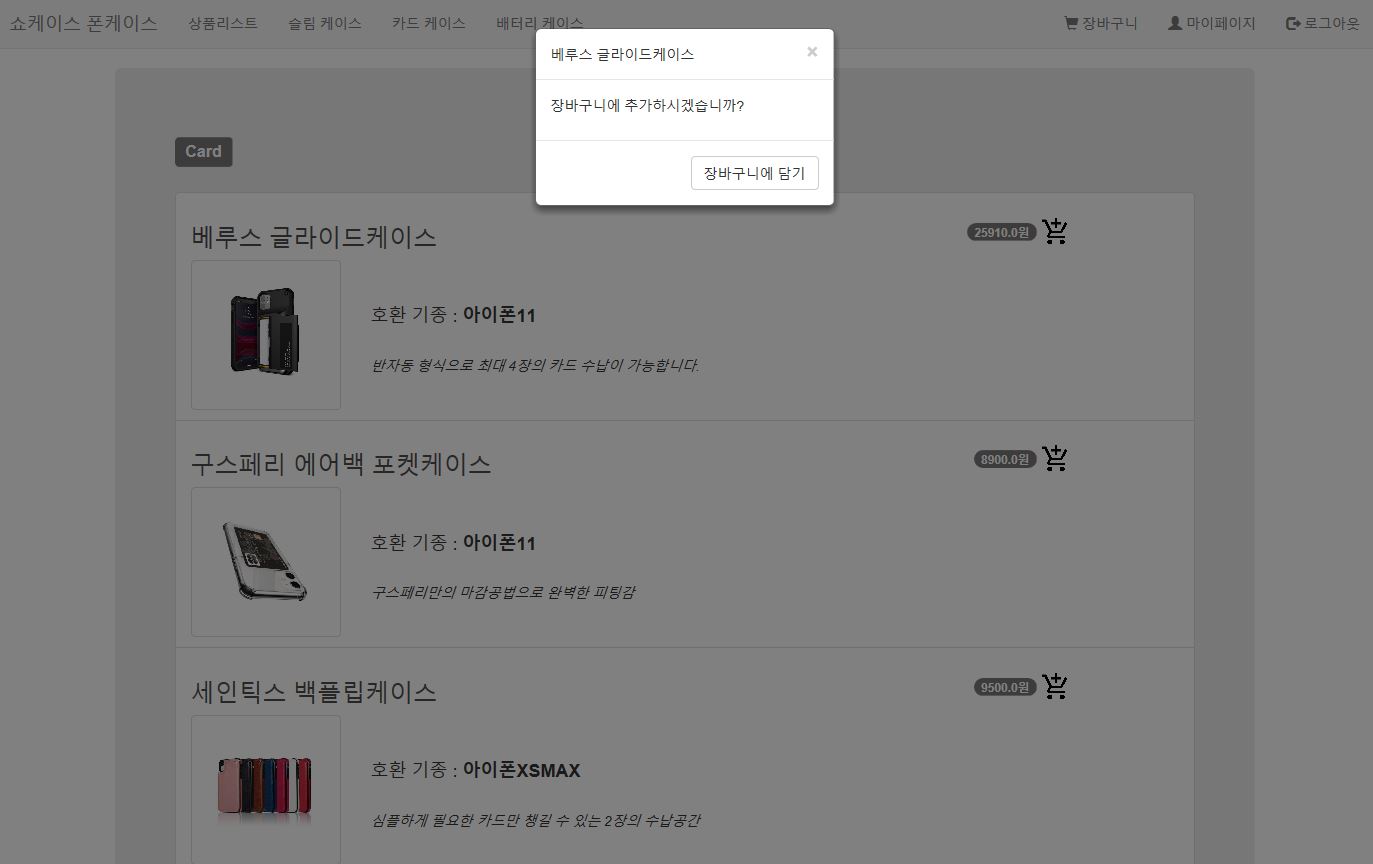 쇼케이스 폰케이스 상품리스트 슬림 케이스 카드 케이스 배터리 케이스 장바구니 마이페이지 로그아웃
베루스 글라이드케이스 ×
장바구니에 추가하시겠습니까?
장바구니에 담기
Card
베루스 글라이드케이스 25910.0원
호환 기종 : 아이폰11
반자동 형식으로 최대 4장의 카드 수납이 가능합니다.
구스페리 에어백 포켓케이스 8900.0원
호환 기종 : 아이폰11
구스페리만의 마감공법으로 완벽한 피팅감
세인틱스 백플립케이스 9500.0원
호환 기종 : 아이폰XSMAX
심플하게 필요한 카드만 챙길 수 있는 2장의 수납공간